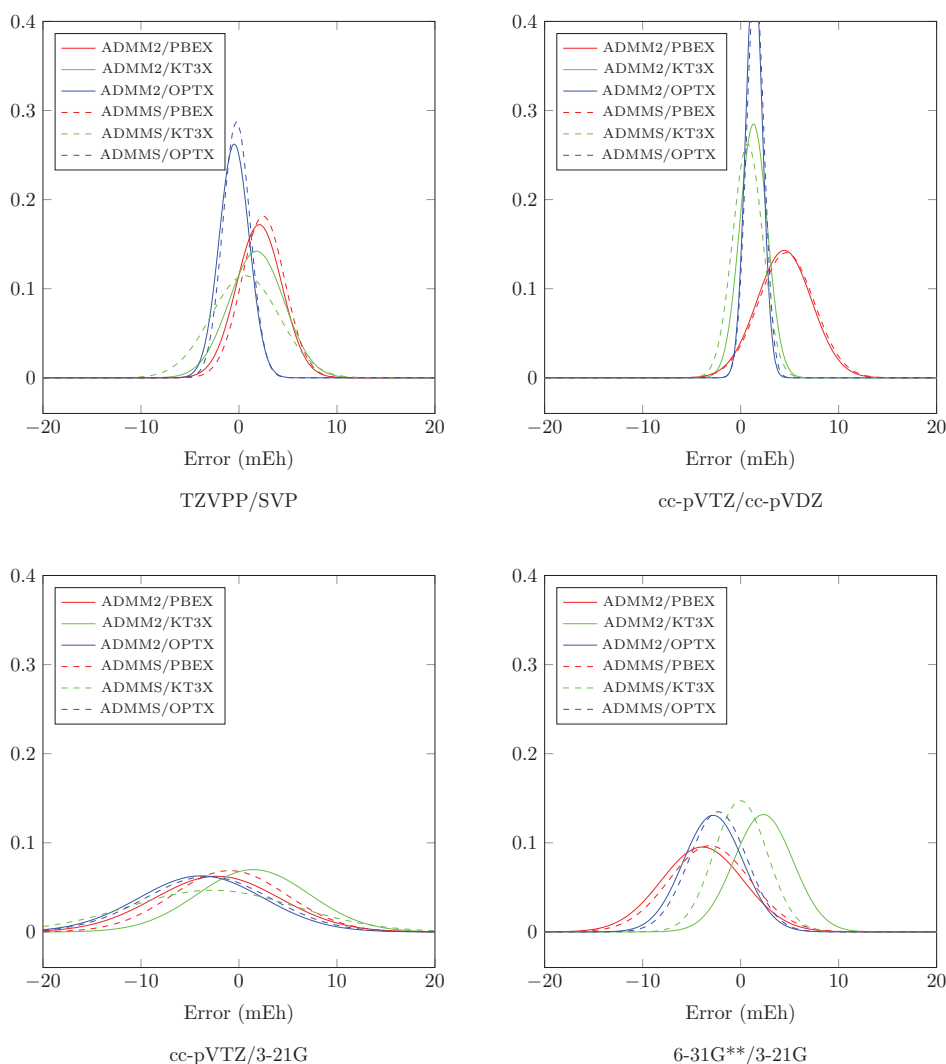 0.4
0.3
0.2
0.1
0
ADMM2/PBEX
ADMM2/KT3X
ADMM2/OPTX
ADMMS/PBEX
ADMMS/KT3X
ADMMS/OPTX
−20 −10 0 10 20
Error (mEh)
TZVPP/SVP
0.4
0.3
0.2
0.1
0
ADMM2/PBEX
ADMM2/KT3X
ADMM2/OPTX
ADMMS/PBEX
ADMMS/KT3X
ADMMS/OPTX
−20 −10 0 10 20
Error (mEh)
cc-pVTZ/cc-pVDZ
0.4
0.3
0.2
0.1
0
ADMM2/PBEX
ADMM2/KT3X
ADMM2/OPTX
ADMMS/PBEX
ADMMS/KT3X
ADMMS/OPTX
−20 −10 0 10 20
Error (mEh)
cc-pVTZ/3-21G
0.4
0.3
0.2
0.1
0
ADMM2/PBEX
ADMM2/KT3X
ADMM2/OPTX
ADMMS/PBEX
ADMMS/KT3X
ADMMS/OPTX
−20 −10 0 10 20
Error (mEh)
6-31G**/3-21G